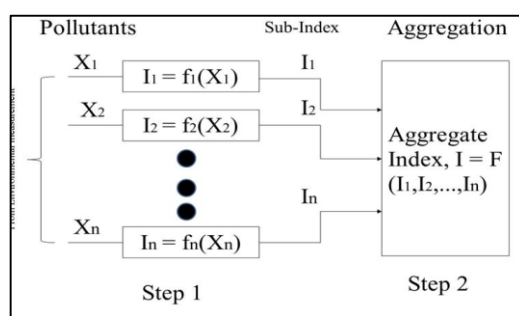 Pollutants
Sub-Index
Aggregation
X1
I1 = f1(X1)
I1
X2
I2 = f2(X2)
I2
Aggregate
Index, I = F
(I1,I2,...,In)
Xn
In = fn(Xn)
In
Step 1
Step 2